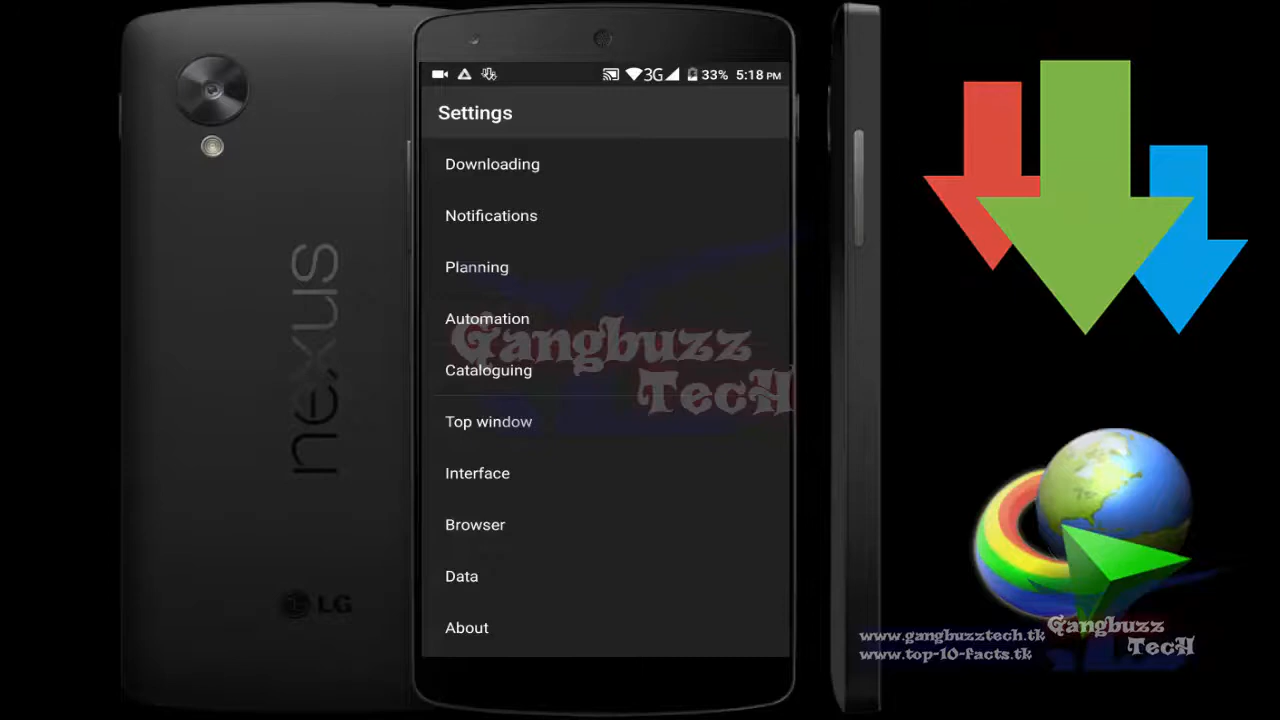 nexus
LG
3G 33% 5:18 PM
Settings
Downloading
Notifications
Planning
Automation
Cataloguing
Top window
Interface
Browser
Data
About
Gangbuzz
TecH
www.gangbuzztech.tk
www.top-10-facts.tk
Gangbuzz
TecH